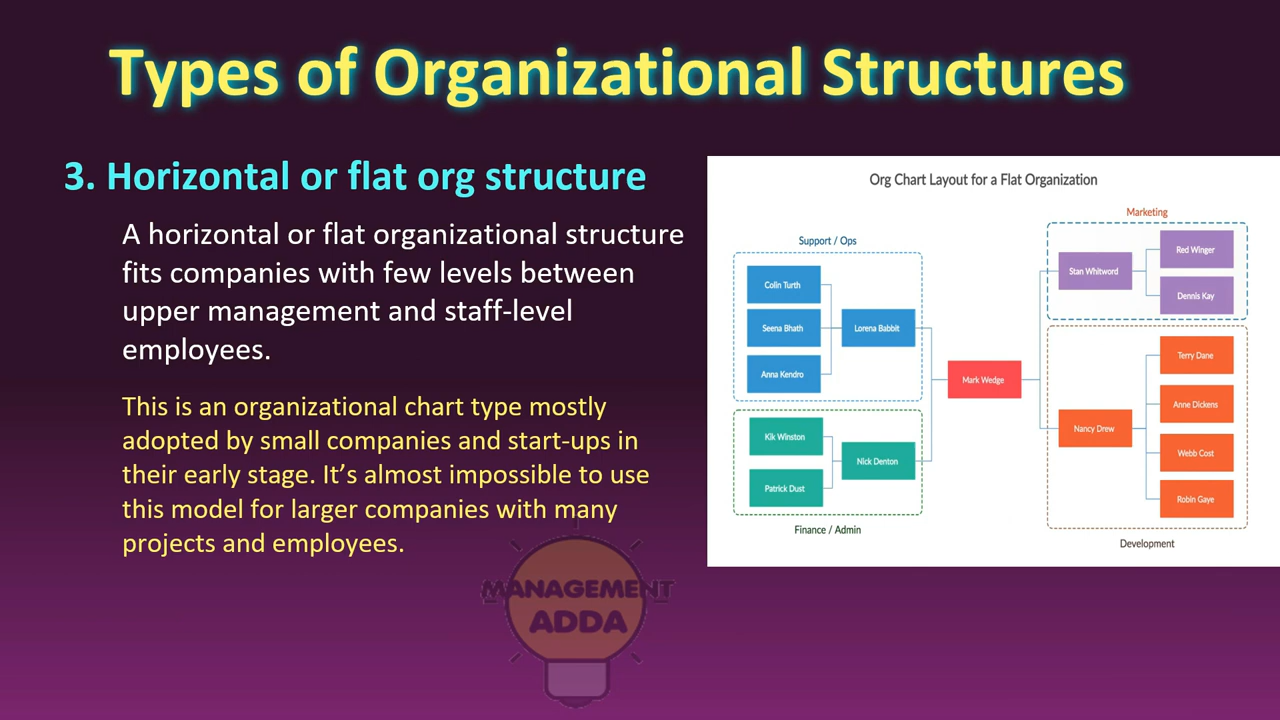 Types of Organizational Structures
3. Horizontal or flat org structure
A horizontal or flat organizational structure
fits companies with few levels between
upper management and staff-level
employees.
This is an organizational chart type mostly
adopted by small companies and start-ups in
their early stage. It’s almost impossible to use
this model for larger companies with many
projects and employees.
MANAGEMENT
ADDA
Org Chart Layout for a Flat Organization
Support / Ops
Colin Turth
Seena Bhath
Anna Kendro
Lorena Babbit
Kik Winston
Patrick Dust
Nick Denton
Finance / Admin
Mark Wedge
Marketing
Stan Whitword
Red Winger
Dennis Kay
Nancy Drew
Terry Dane
Anne Dickens
Webb Cost
Robin Gaye
Development